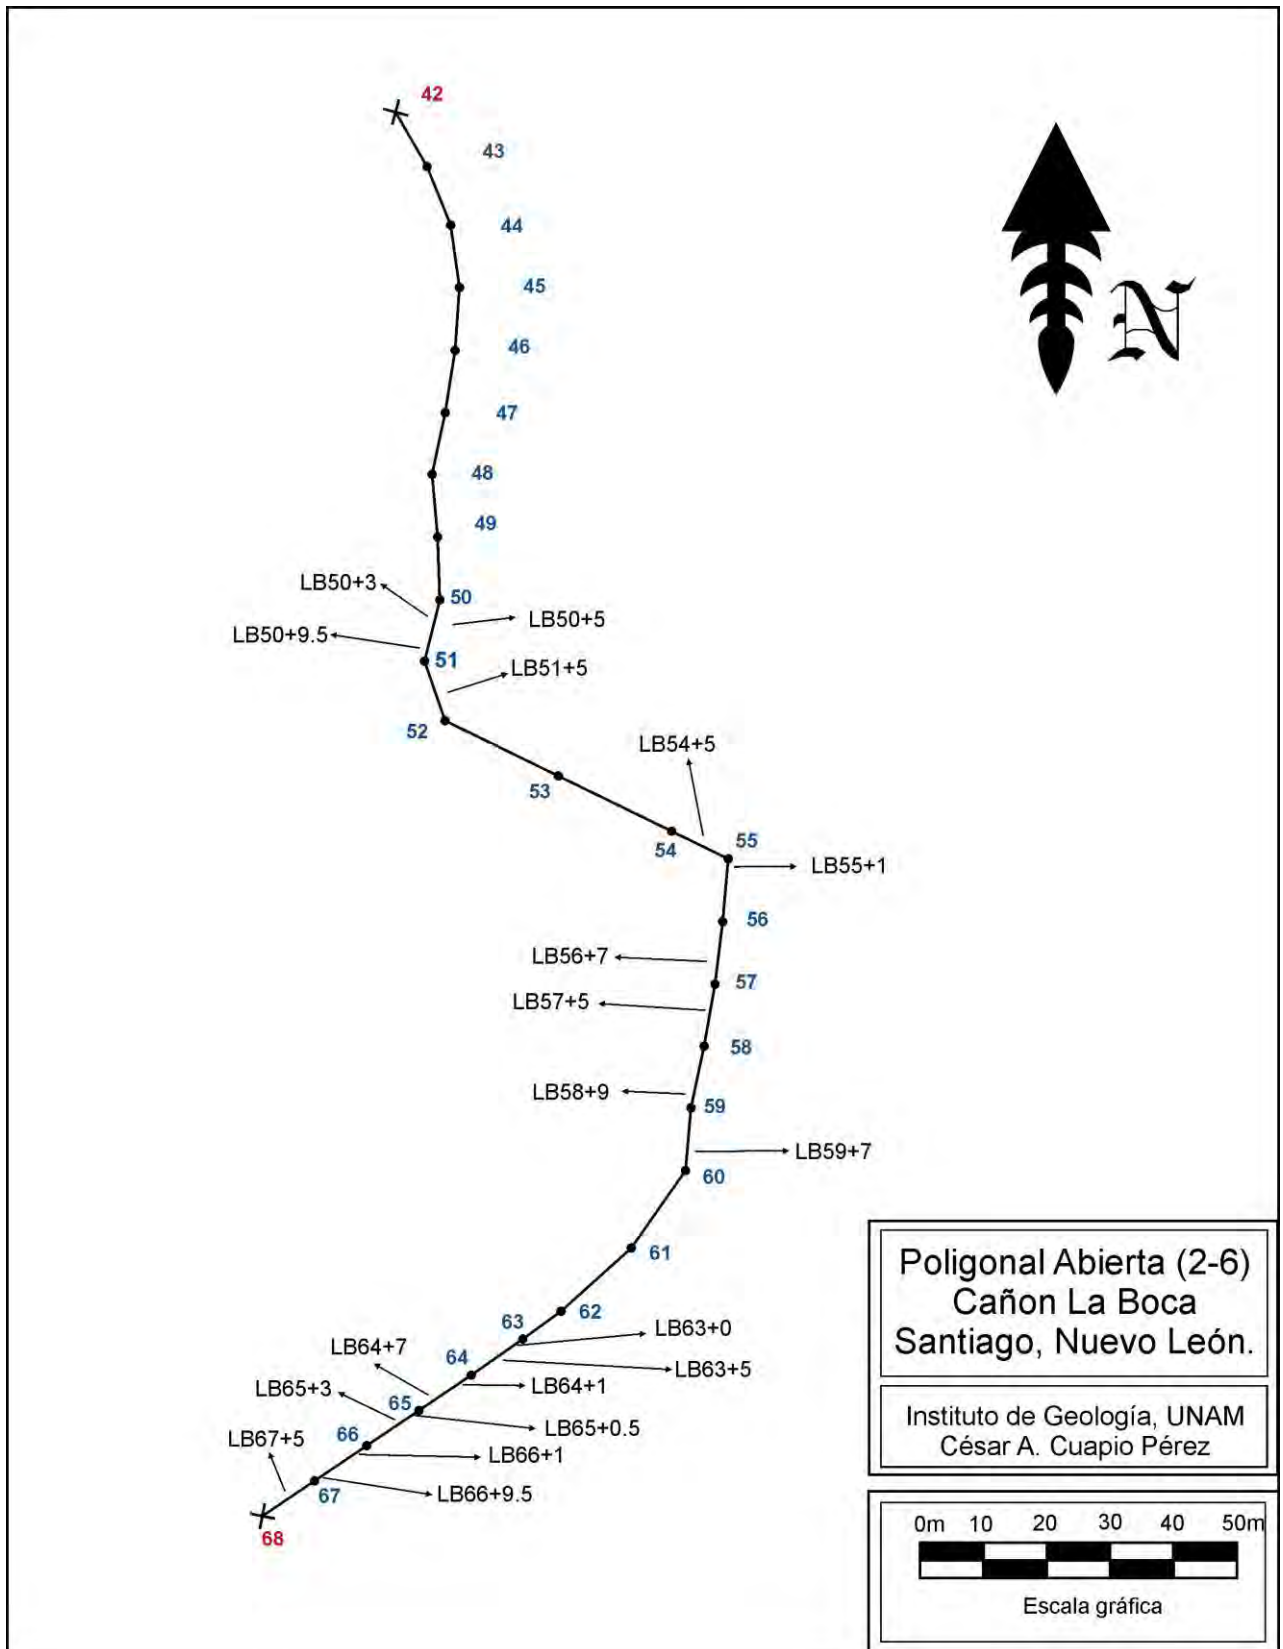 42
43
44
45
46
47
48
49
LB50+3
50
LB50+5
LB50+9.5
51
LB51+5
52
LB54+5
53
54
55
LB55+1
56
LB56+7
57
LB57+5
58
LB58+9
59
LB59+7
60
61
62
63
LB63+0
LB64+7
64
LB63+5
LB65+3
LB64+1
65
LB65+0.5
LB67+5
66
LB66+1
67
LB66+9.5
68
N
Poligonal Abierta (2-6)
Cañon La Boca
Santiago, Nuevo León.
Instituto de Geología, UNAM
César A. Cuapio Pérez
0m 10 20 30 40 50m
Escala gráfica